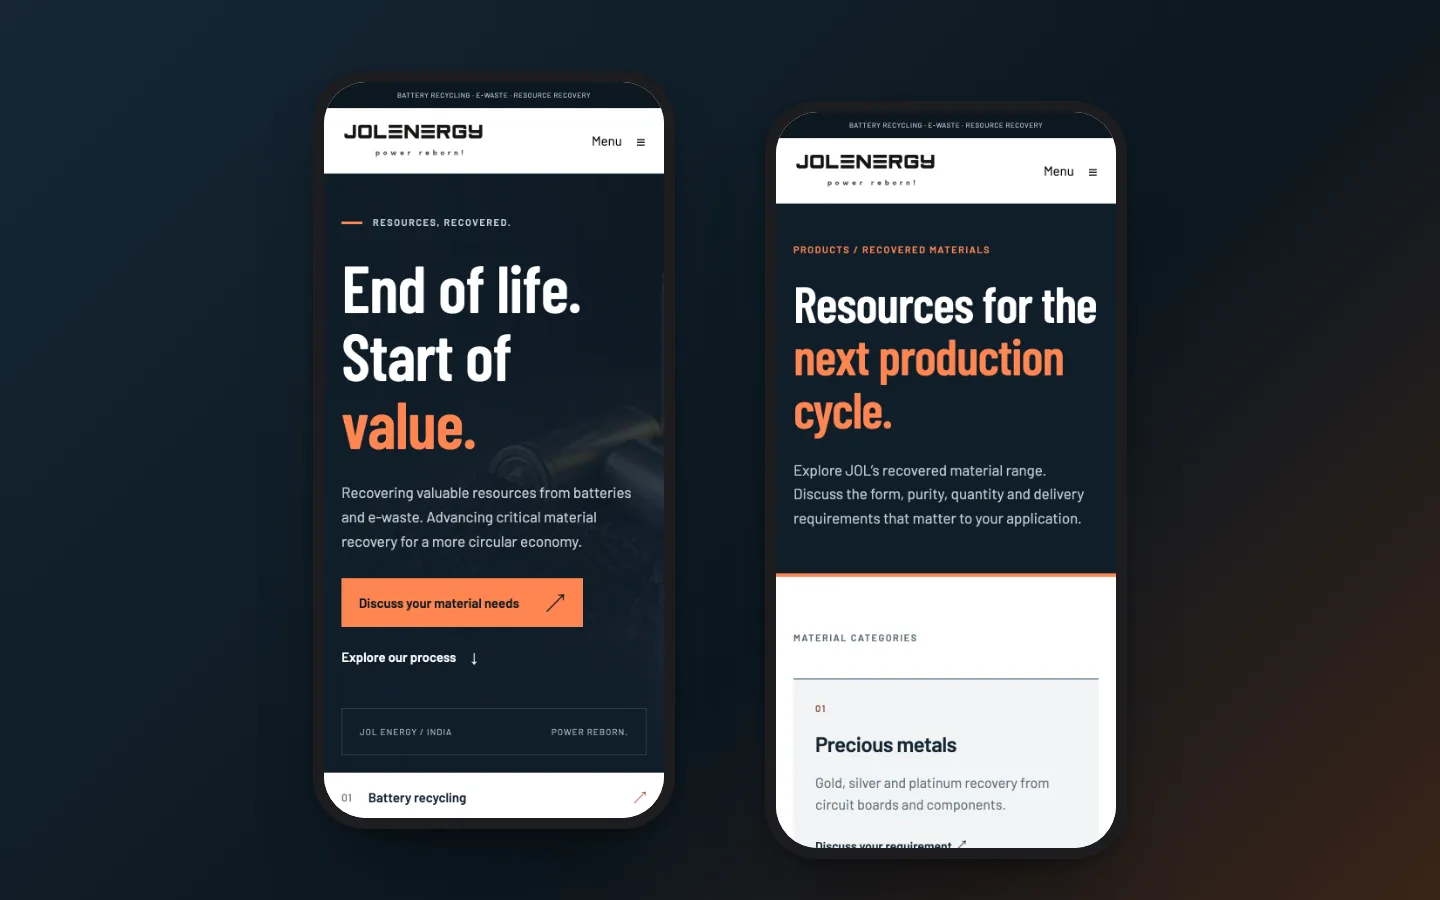 BATTERY RECYCLING · E-WASTE · RESOURCE RECOVERY
JOLENERGY
power reborn!
Menu
RESOURCES, RECOVERED.
End of life.
Start of
value.
Recovering valuable resources from batteries
and e-waste. Advancing critical material
recovery for a more circular economy.
Discuss your material needs
Explore our process
JOL ENERGY / INDIA
POWER REBORN.
01 Battery recycling
BATTERY RECYCLING · E-WASTE · RESOURCE RECOVERY
JOLENERGY
power reborn!
Menu
PRODUCTS / RECOVERED MATERIALS
Resources for the
next production
cycle.
Explore JOL’s recovered material range.
Discuss the form, purity, quantity and delivery
requirements that matter to your application.
MATERIAL CATEGORIES
01
Precious metals
Gold, silver and platinum recovery from
circuit boards and components.
Discuss your requirement